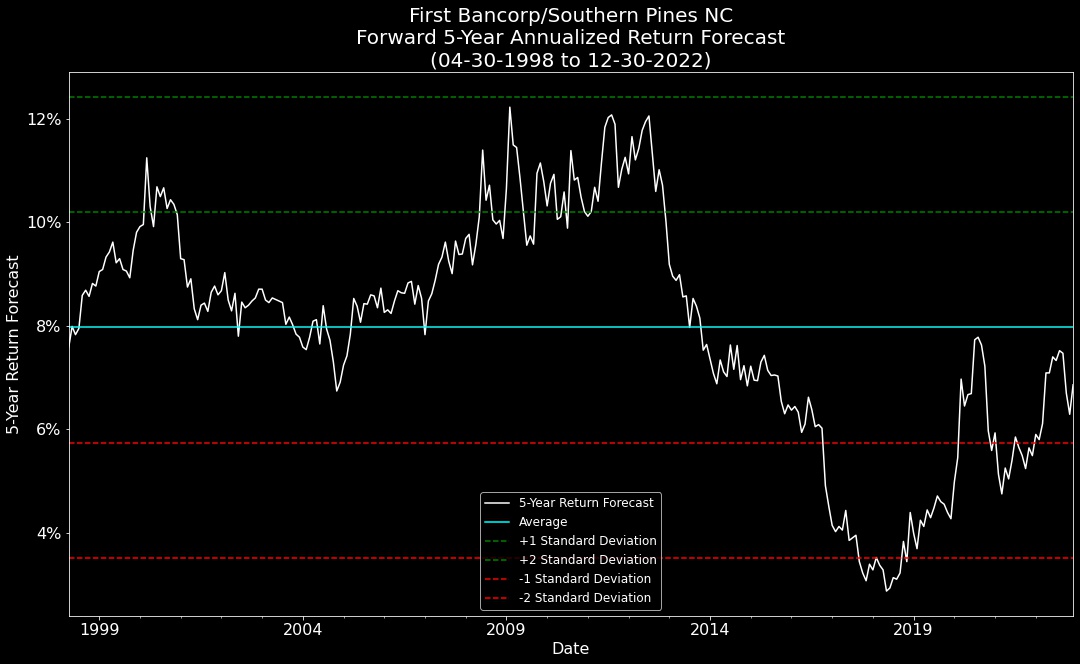 First Bancorp/Southern Pines NC
Forward 5-Year Annualized Return Forecast
(04-30-1998 to 12-30-2022)
5-Year Return Forecast
12%
10%
8%
6%
4%
5-Year Return Forecast
Average
+1 Standard Deviation
+2 Standard Deviation
-1 Standard Deviation
-2 Standard Deviation
1999 2004 2009 2014 2019
Date